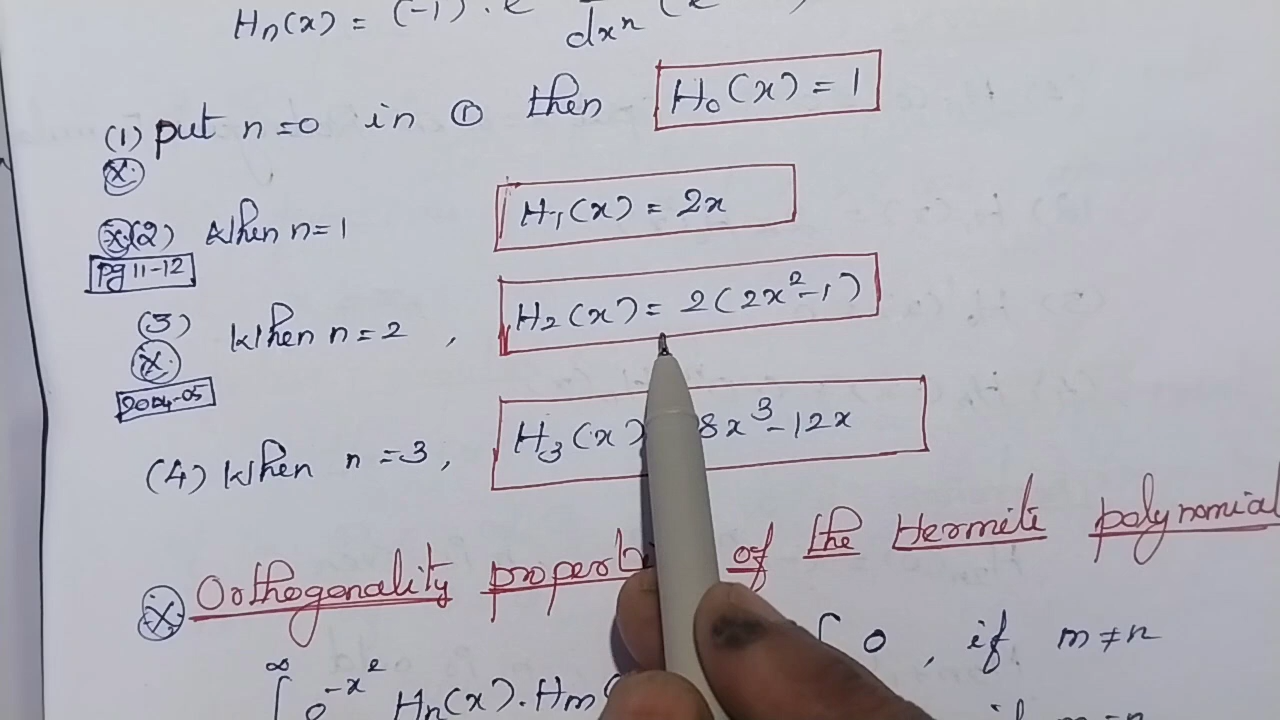 Hn(x) = (-1) . e dxⁿ
(1) put n=0 in ① then H₀(x) = 1
(x)
(x)(2) When n=1 H₁(x) = 2x
Pg 11-12
(3) When n=2 , H₂(x) = 2(2x²-1)
(x)
2004-05
(4) When n=3, H₃(x) 8x³-12x
(x) Orthogonality propert of the Hermite polynomial
∫ ∞ e^-x² Hn(x).Hm( { 0 , if m≠n
if m=n